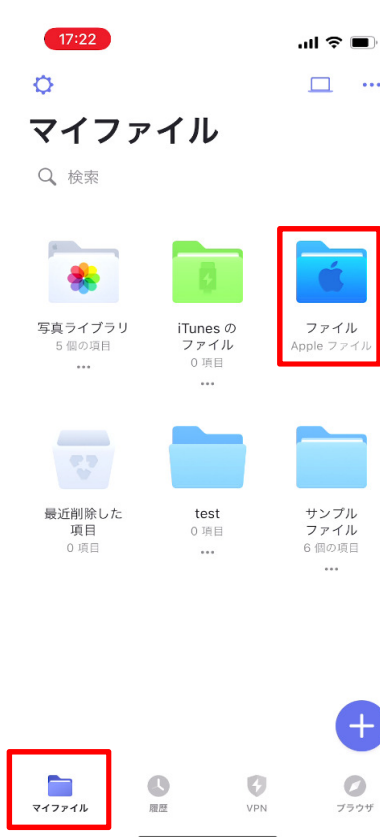 17:22
マイファイル
検索
写真ライブラリ
5 個の項目
iTunes の
ファイル
0 項目
ファイル
Apple ファイル
最近削除した
項目
0 項目
test
0 項目
サンプル
ファイル
6 個の項目
マイファイル
履歴
VPN
ブラウザ